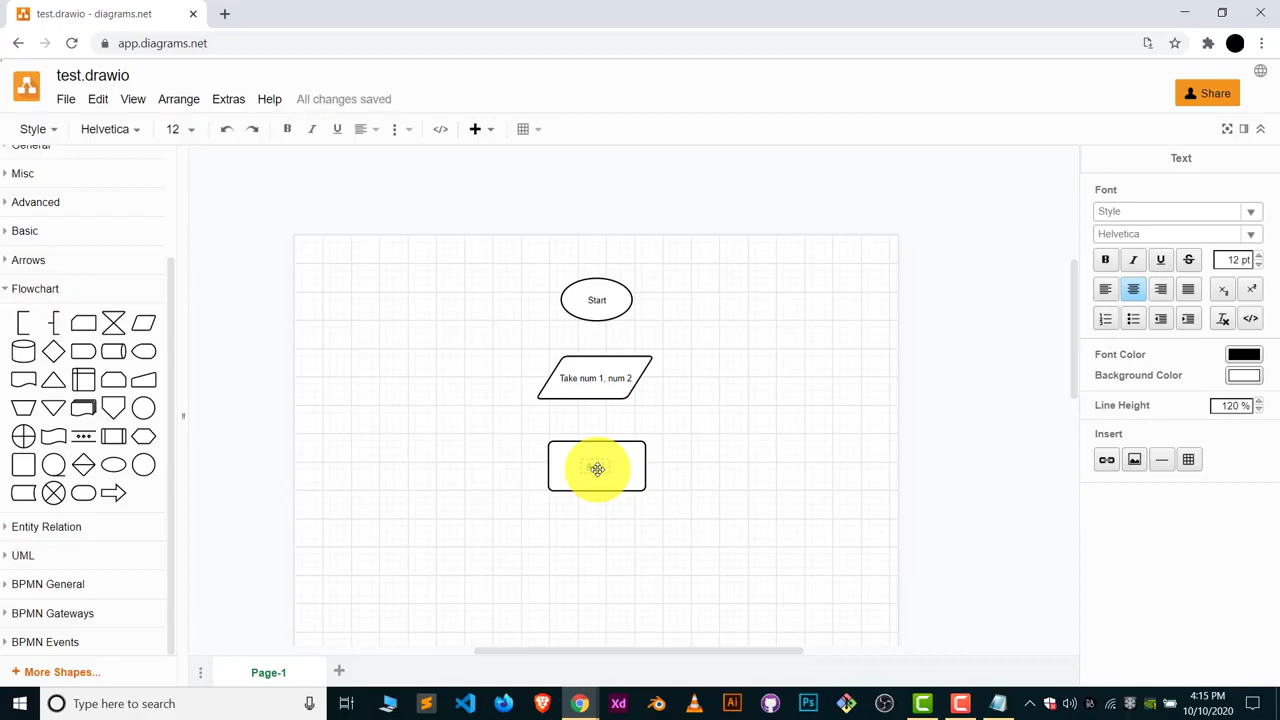 test.drawio - diagrams.net
app.diagrams.net
test.drawio
File Edit View Arrange Extras Help All changes saved
Share
Style Helvetica 12
General
Misc
Advanced
Basic
Arrows
Flowchart
Entity Relation
UML
BPMN General
BPMN Gateways
BPMN Events
+ More Shapes...
Start
Take num 1, num 2
Page-1
Text
Font
Style
Helvetica
B I U S 12 pt
Font Color
Background Color
Line Height 120 %
Insert
Type here to search
4:15 PM
10/10/2020